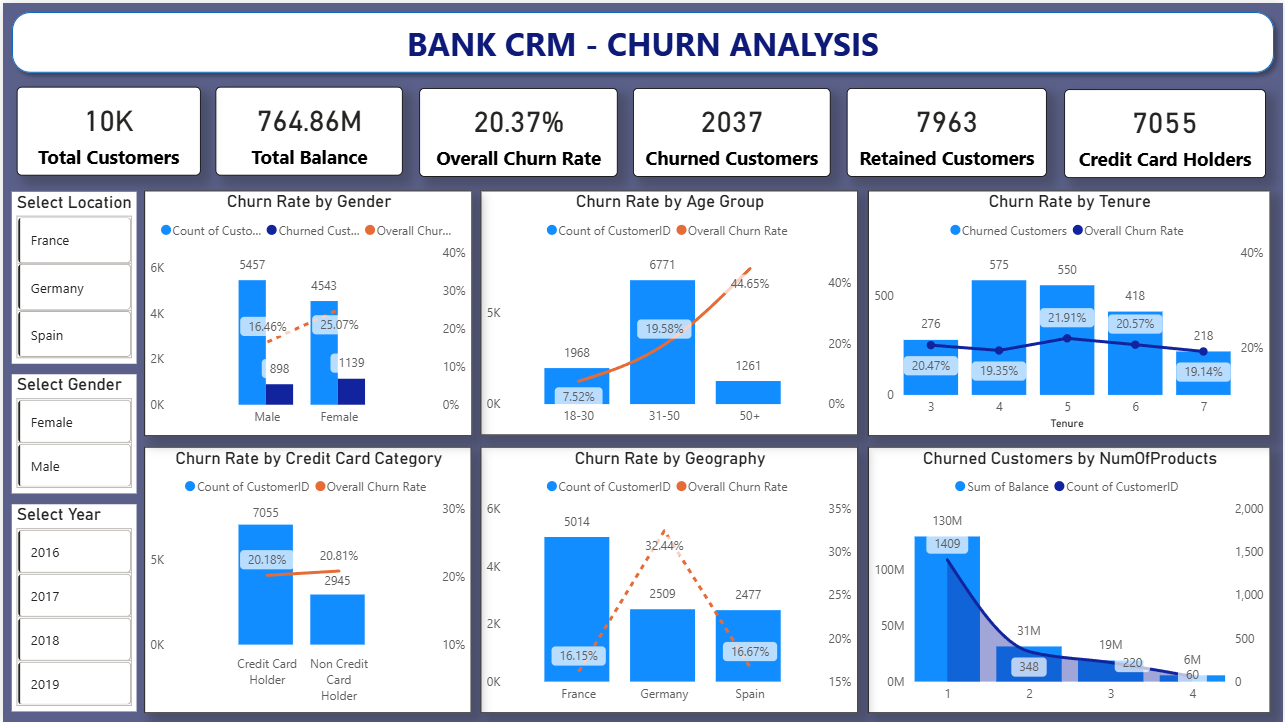 BANK CRM - CHURN ANALYSIS
10K
Total Customers
764.86M
Total Balance
20.37%
Overall Churn Rate
2037
Churned Customers
7963
Retained Customers
7055
Credit Card Holders
Select Location
France
Germany
Spain
Select Gender
Female
Male
Select Year
2016
2017
2018
2019
Churn Rate by Gender
Count of Custo... Churned Cust... Overall Chur...
6K
4K
2K
0K
40%
30%
20%
10%
0%
5457
4543
16.46%
25.07%
898
1139
Male
Female
Churn Rate by Age Group
Count of CustomerID Overall Churn Rate
5K
0K
40%
20%
0%
6771
1968
1261
44.65%
19.58%
7.52%
18-30
31-50
50+
Churn Rate by Tenure
Churned Customers Overall Churn Rate
500
0
40%
20%
276
575
550
418
218
20.47%
19.35%
21.91%
20.57%
19.14%
3
4
5
6
7
Tenure
Churn Rate by Credit Card Category
Count of CustomerID Overall Churn Rate
5K
0K
30%
20%
10%
7055
2945
20.18%
20.81%
Credit Card
Holder
Non Credit
Card
Holder
Churn Rate by Geography
Count of CustomerID Overall Churn Rate
6K
4K
2K
0K
35%
30%
25%
20%
15%
5014
2509
2477
16.15%
32.44%
16.67%
France
Germany
Spain
Churned Customers by NumOfProducts
Sum of Balance Count of CustomerID
100M
50M
0M
2,000
1,500
1,000
500
0
130M
1409
31M
348
19M
220
6M
60
1
2
3
4